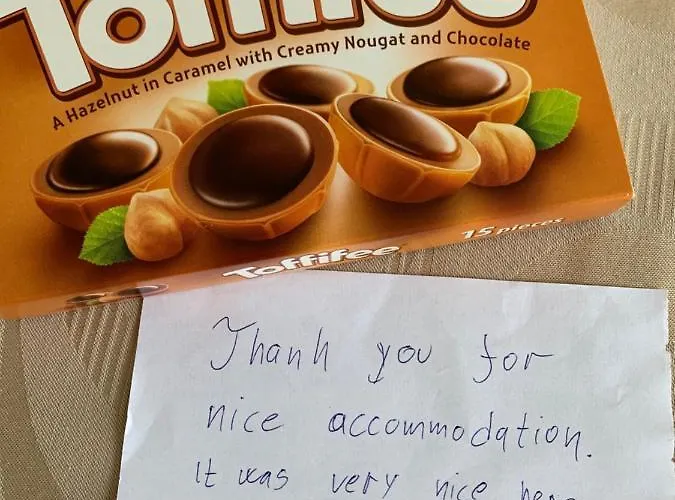 Toffifee
A Hazelnut in Caramel with Creamy Nougat and Chocolate
Toffifee 15 pieces
Thank you for
nice accommodation.
It was very nice here